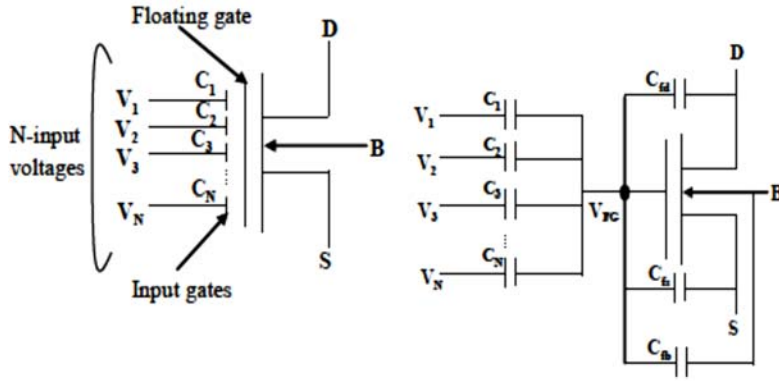 Floating gate
D
N-input
voltages
V1
C1
V2
C2
V3
C3
VN
CN
B
S
Input gates
V1
C1
V2
C2
V3
C3
VN
CN
VFG
Cfd
D
B
Cfs
S
Cfb